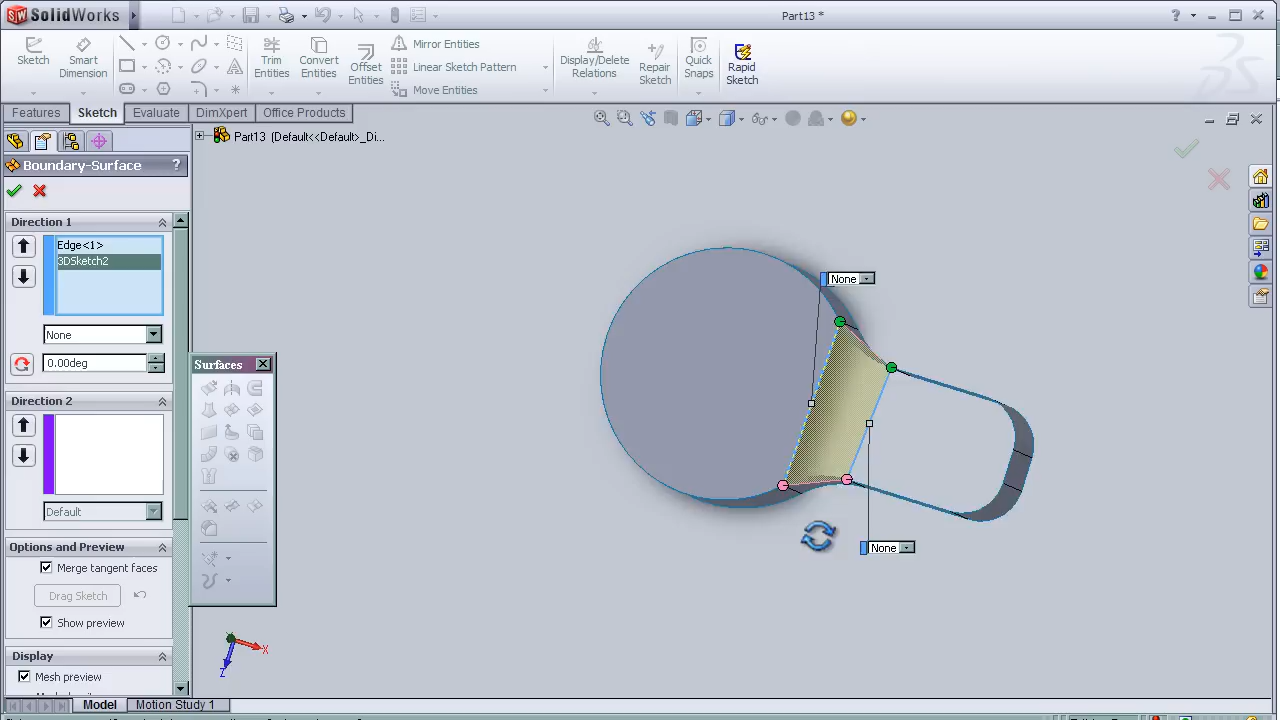 SolidWorks
Part13 *
Sketch
Smart Dimension
Trim Entities
Convert Entities
Offset Entities
Mirror Entities
Linear Sketch Pattern
Move Entities
Display/Delete Relations
Repair Sketch
Quick Snaps
Rapid Sketch
Features
Sketch
Evaluate
DimXpert
Office Products
Part13 (Default<<Default>_Di...
Boundary-Surface
?
Direction 1
Edge<1>
3DSketch2
None
0.00deg
Surfaces
Direction 2
Default
Options and Preview
Merge tangent faces
Drag Sketch
Show preview
Display
Mesh preview
None
None
X
Y
Z
Model
Motion Study 1